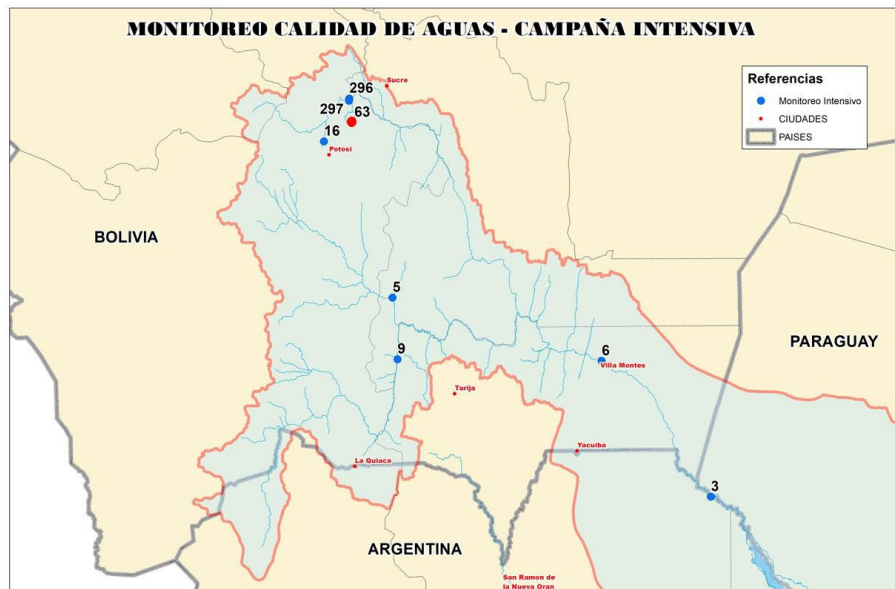 MONITOREO CALIDAD DE AGUAS - CAMPAÑA INTENSIVA
Referencias
Monitoreo Intensivo
CIUDADES
PAISES
Sucre
296
297
63
16
Potosi
BOLIVIA
5
PARAGUAY
9
6
Villa Montes
Tarija
Yacuiba
La Quiaca
3
ARGENTINA
San Ramon de
la Nueva Gran